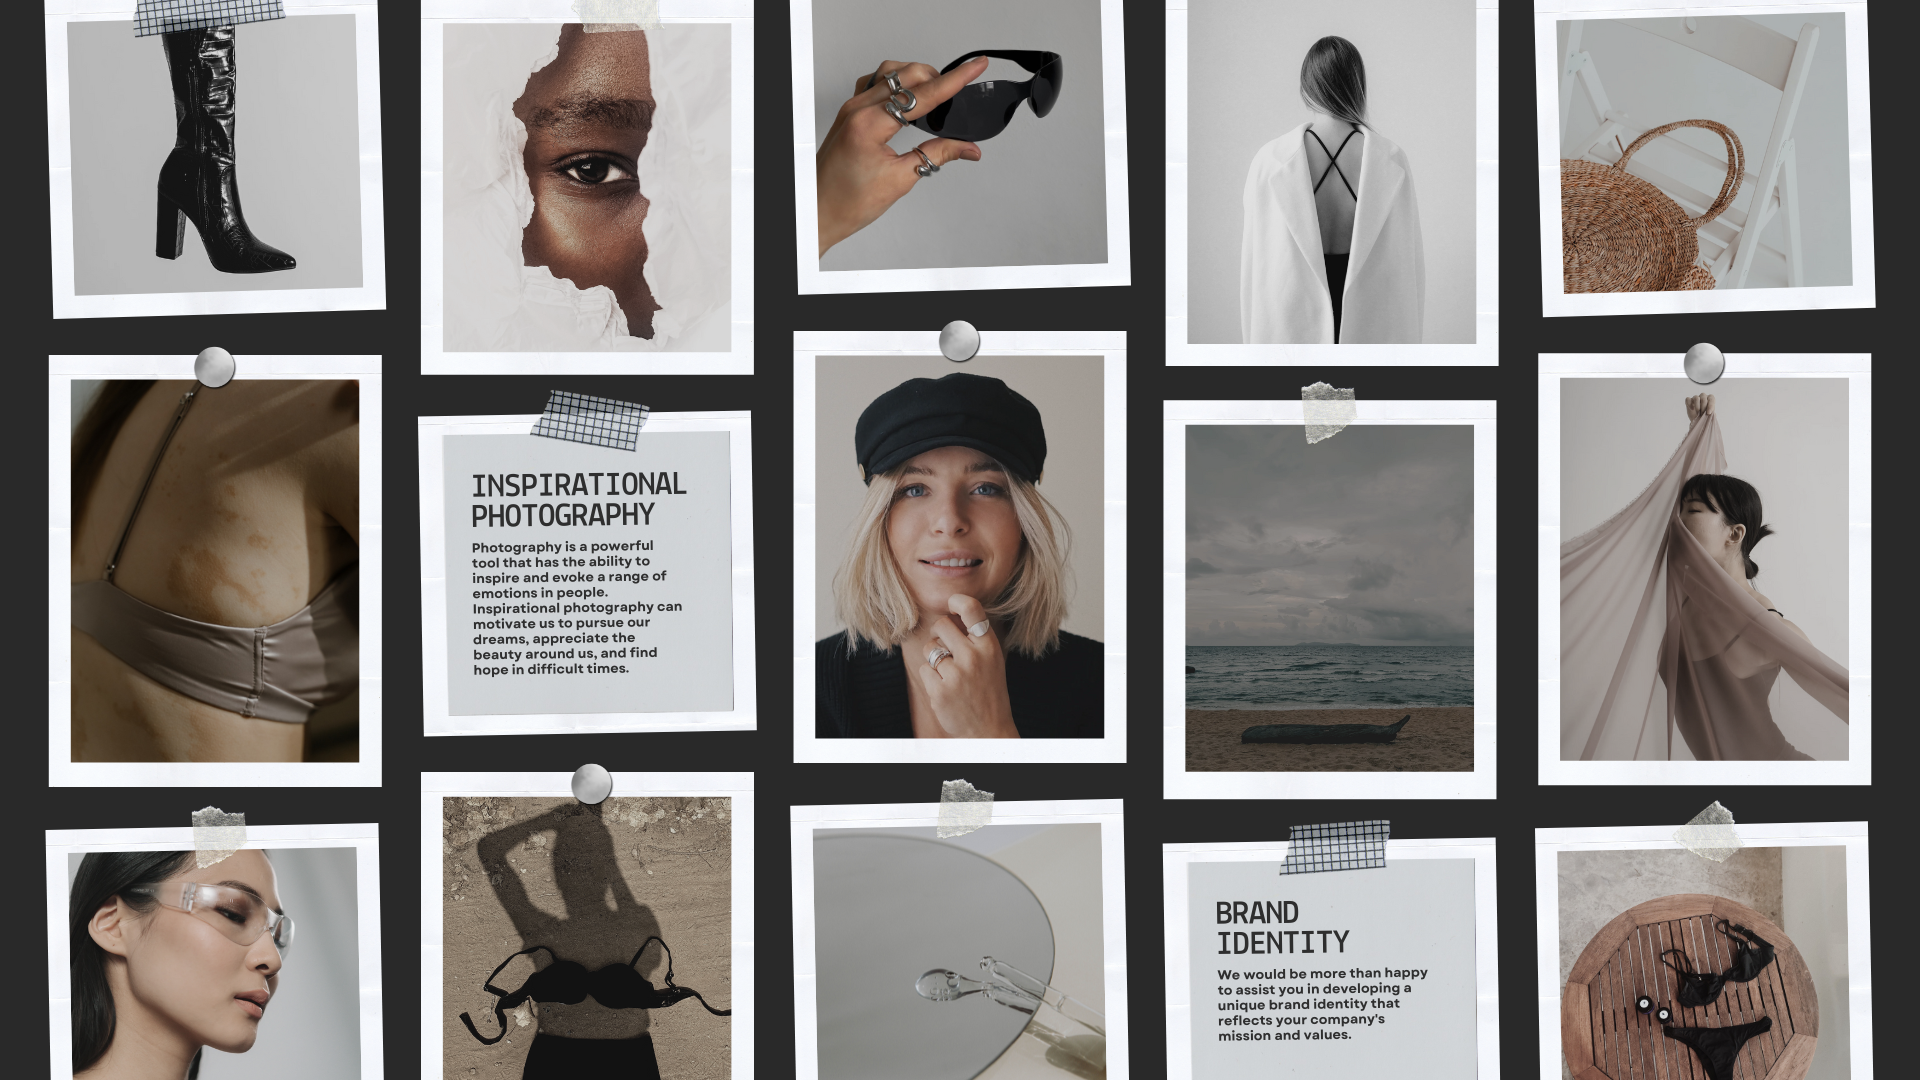 INSPIRATIONAL
PHOTOGRAPHY
Photography is a powerful
tool that has the ability to
inspire and evoke a range of
emotions in people.
Inspirational photography can
motivate us to pursue our
dreams, appreciate the
beauty around us, and find
hope in difficult times.
BRAND
IDENTITY
We would be more than happy
to assist you in developing a
unique brand identity that
reflects your company's
mission and values.